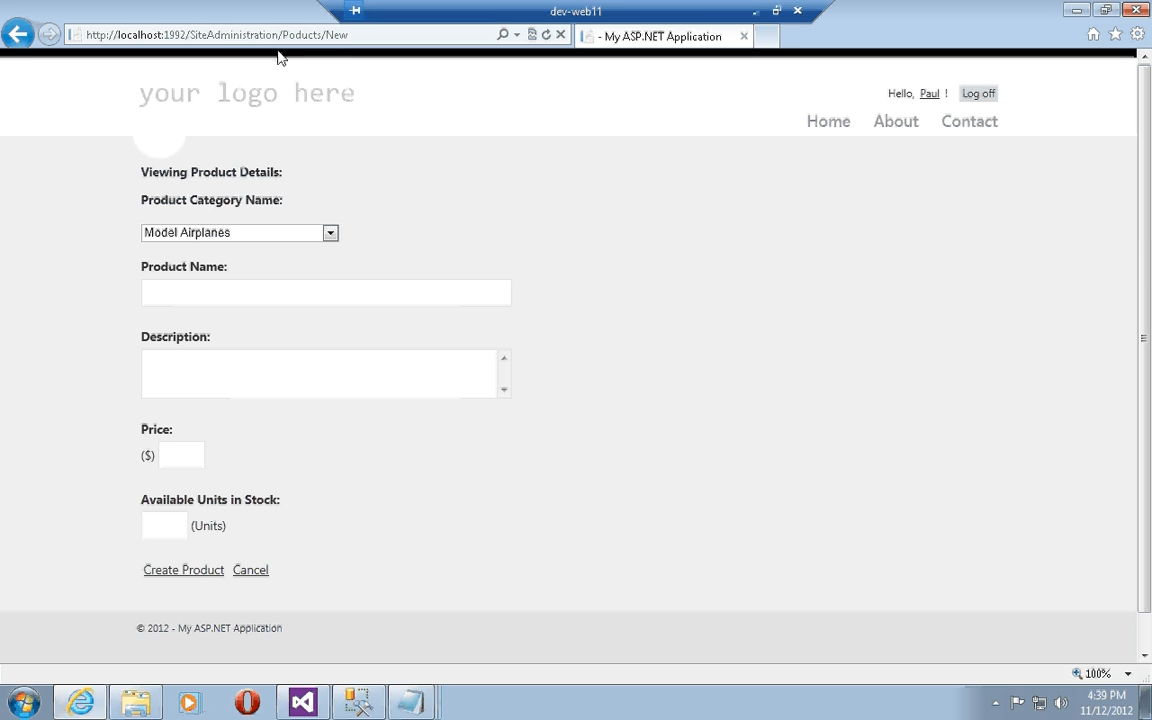 dev-web11
http://localhost:1992/SiteAdministration/Poducts/New
- My ASP.NET Application
your logo here
Hello, Paul ! Log off
Home About Contact
Viewing Product Details:
Product Category Name:
Model Airplanes
Product Name:
Description:
Price:
($)
Available Units in Stock:
(Units)
Create Product Cancel
© 2012 - My ASP.NET Application
100%
4:39 PM
11/12/2012